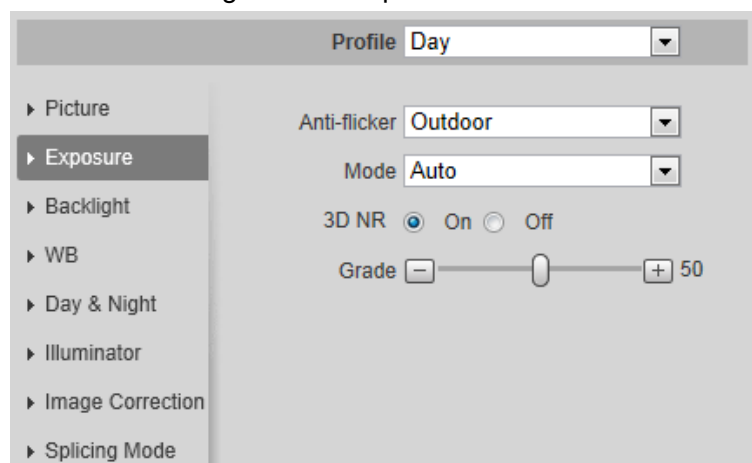 Profile Day
Picture
Anti-flicker Outdoor
Exposure
Mode Auto
Backlight
3D NR On Off
WB
Grade 50
Day & Night
Illuminator
Image Correction
Splicing Mode